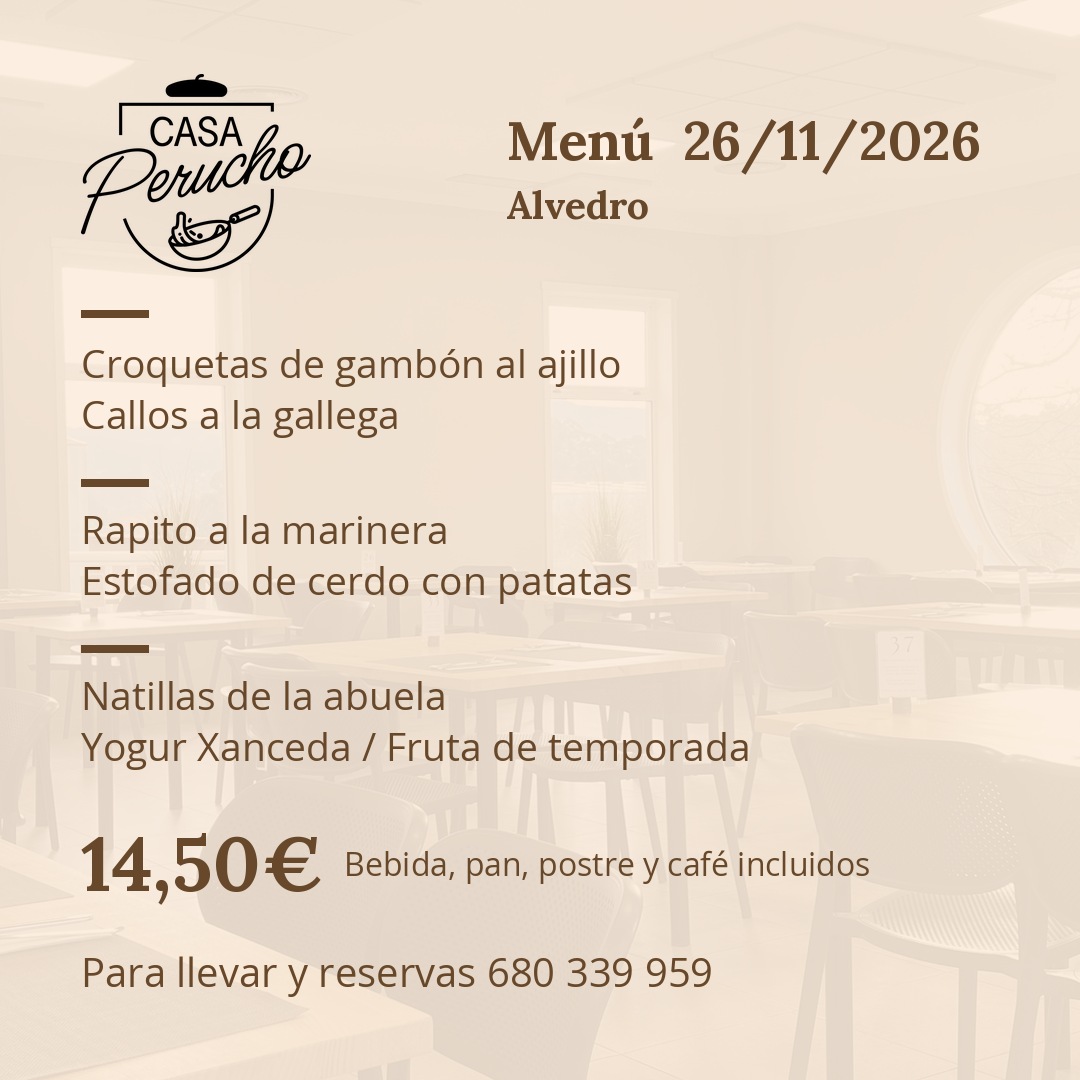 CASA
Perucho
Menú 26/11/2026
Alvedro
Croquetas de gambón al ajillo
Callos a la gallega
Rapito a la marinera
Estofado de cerdo con patatas
Natillas de la abuela
Yogur Xanceda / Fruta de temporada
14,50€ Bebida, pan, postre y café incluidos
Para llevar y reservas 680 339 959
37